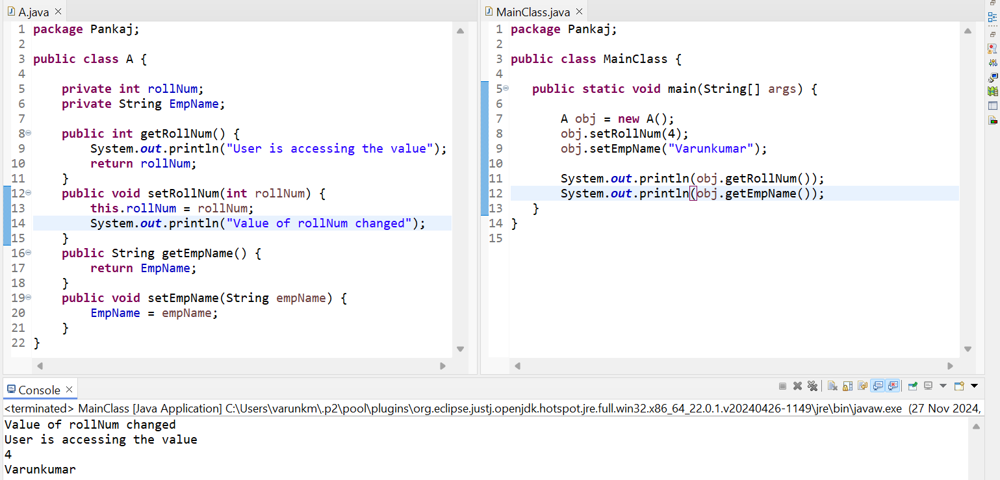 A.java
1 package Pankaj;
2
3 public class A {
4
5     private int rollNum;
6     private String EmpName;
7
8     public int getRollNum() {
9         System.out.println("User is accessing the value");
10         return rollNum;
11     }
12     public void setRollNum(int rollNum) {
13         this.rollNum = rollNum;
14         System.out.println("Value of rollNum changed");
15     }
16     public String getEmpName() {
17         return EmpName;
18     }
19     public void setEmpName(String empName) {
20         EmpName = empName;
21     }
22 }
MainClass.java
1 package Pankaj;
2
3 public class MainClass {
4
5    public static void main(String[] args) {
6
7        A obj = new A();
8        obj.setRollNum(4);
9        obj.setEmpName("Varunkumar");
10
11        System.out.println(obj.getRollNum());
12        System.out.println(obj.getEmpName());
13    }
14 }
15
Console
<terminated> MainClass [Java Application] C:\Users\varunkm\.p2\pool\plugins\org.eclipse.justj.openjdk.hotspot.jre.full.win32.x86_64_22.0.1.v20240426-1149\jre\bin\javaw.exe (27 Nov 2024,
Value of rollNum changed
User is accessing the value
4
Varunkumar